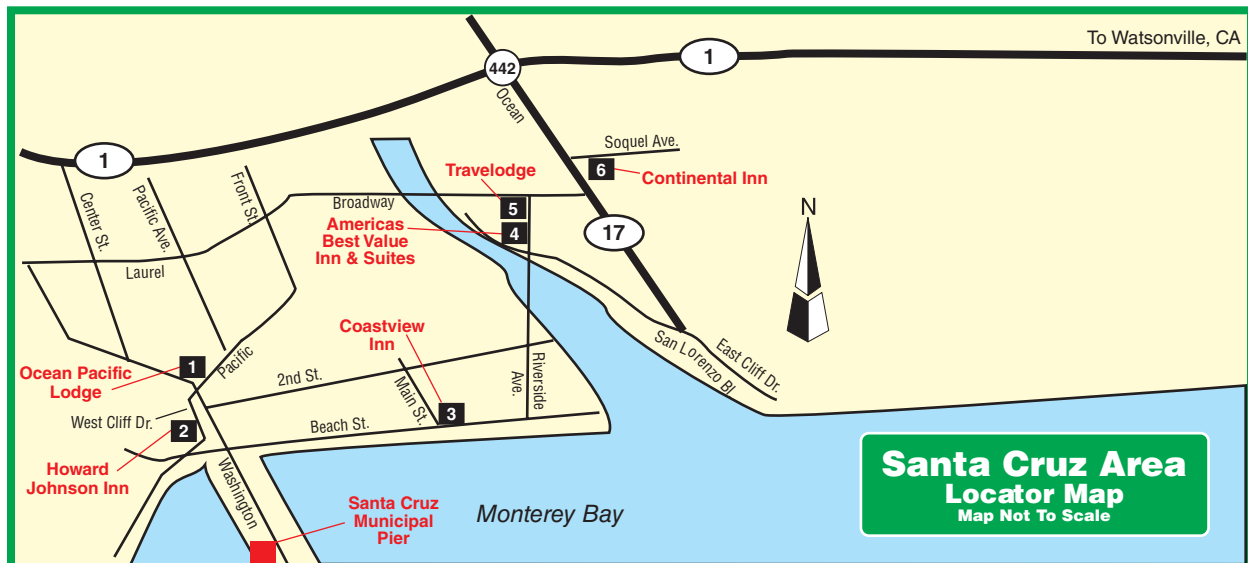 To Watsonville, CA
1
442
1
Ocean
Soquel Ave.
6
Continental Inn
Travelodge
5
Broadway
Americas
Best Value
Inn & Suites
4
17
N
Center St.
Pacific Ave.
Front St.
Laurel
Coastview
Inn
San Lorenzo Bl
East Cliff Dr.
Ocean Pacific
Lodge
1
Pacific
2nd St.
Main St.
3
Riverside
Ave.
West Cliff Dr.
2
Beach St.
Howard
Johnson Inn
Washington
Santa Cruz
Municipal
Pier
Monterey Bay
Santa Cruz Area
Locator Map
Map Not To Scale